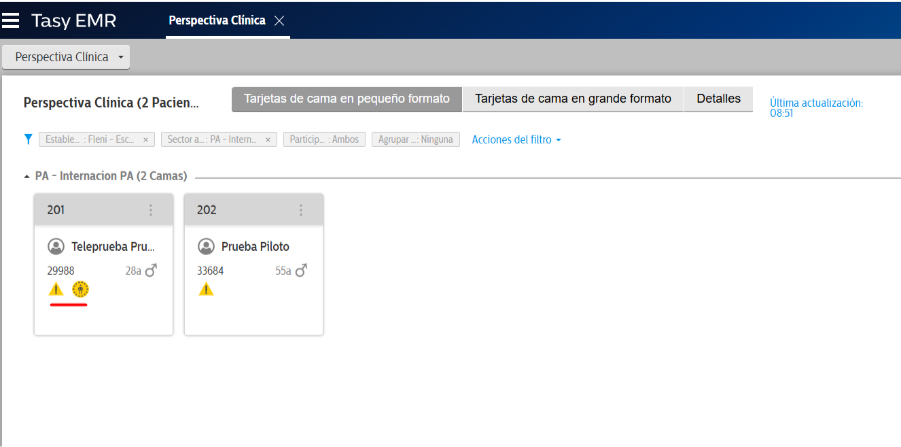 Tasy EMR
Perspectiva Clínica
Perspectiva Clínica
Perspectiva Clínica (2 Pacien...
Tarjetas de cama en pequeño formato
Tarjetas de cama en grande formato
Detalles
Última actualización:
08:51
Estable... : Fleni - Esc... ×
Sector a... : PA - Intern... ×
Particip... : Ambos
Agrupar ...: Ninguna
Acciones del filtro
PA - Internacion PA (2 Camas)
201
Teleprueba Pru...
29988 28a
202
Prueba Piloto
33684 55a